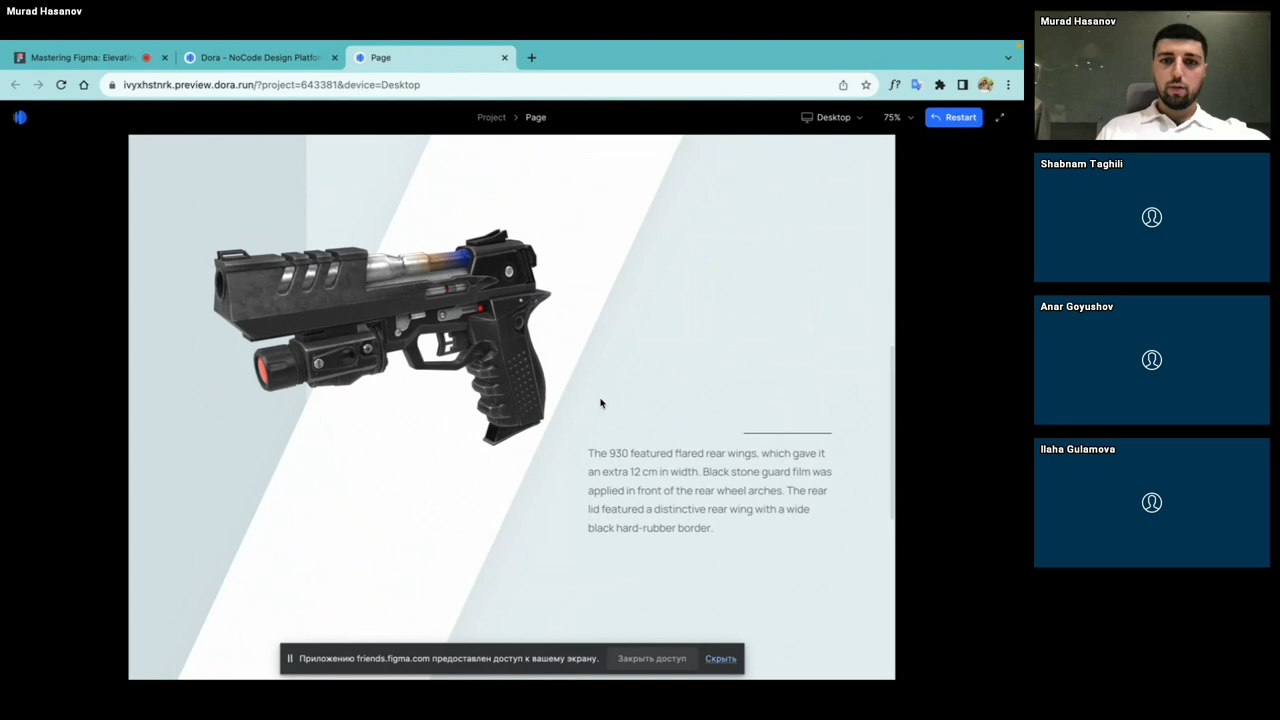 Murad Hasanov
Mastering Figma: Elevatin
Dora - NoCode Design Platfor
Page
ivyxhstnrk.preview.dora.run/?project=643381&device=Desktop
f?
Project > Page
Desktop
75%
Restart
The 930 featured flared rear wings, which gave it
an extra 12 cm in width. Black stone guard film was
applied in front of the rear wheel arches. The rear
lid featured a distinctive rear wing with a wide
black hard-rubber border.
Приложению friends.figma.com предоставлен доступ к вашему экрану.
Закрыть доступ
Скрыть
Murad Hasanov
Shabnam Taghili
Anar Goyushov
Ilaha Gulamova